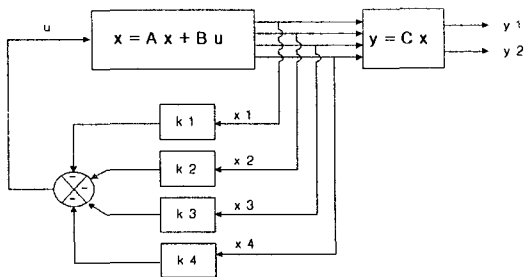 u
x = A x + B u
y = C x
y 1
y 2
k 1
x 1
k 2
x 2
k 3
x 3
k 4
x 4